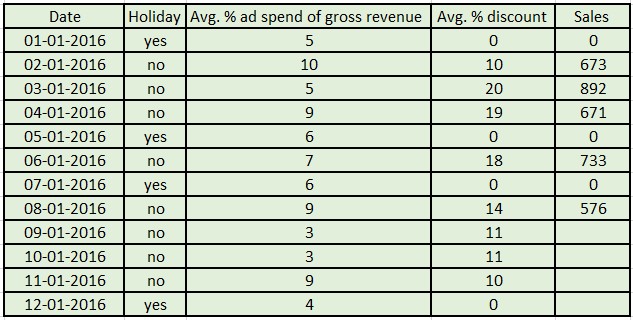 Date Holiday Avg. % ad spend of gross revenue Avg. % discount Sales
01-01-2016 yes 5 0 0
02-01-2016 no 10 10 673
03-01-2016 no 5 20 892
04-01-2016 no 9 19 671
05-01-2016 yes 6 0 0
06-01-2016 no 7 18 733
07-01-2016 yes 6 0 0
08-01-2016 no 9 14 576
09-01-2016 no 3 11
10-01-2016 no 3 11
11-01-2016 no 9 10
12-01-2016 yes 4 0